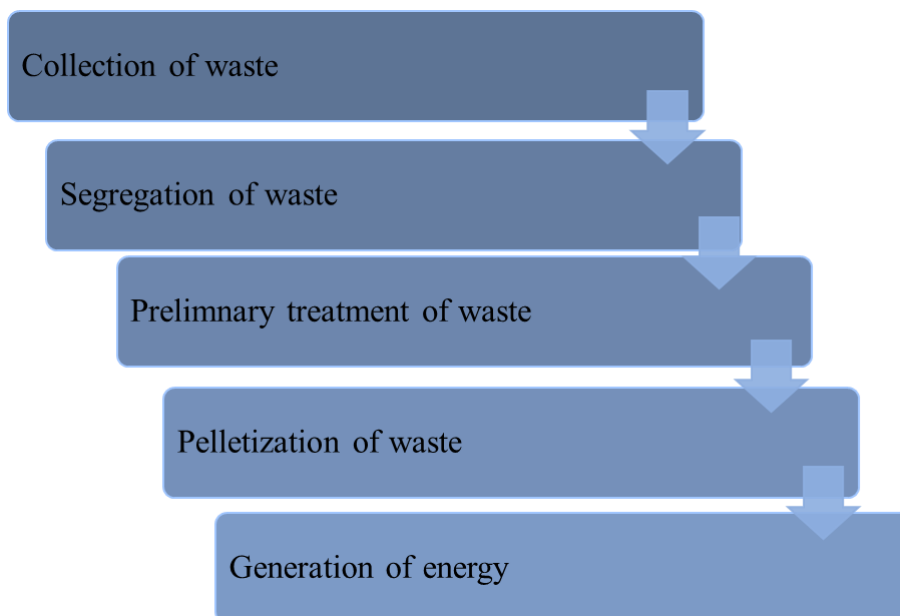 Collection of waste
Segregation of waste
Prelimnary treatment of waste
Pelletization of waste
Generation of energy